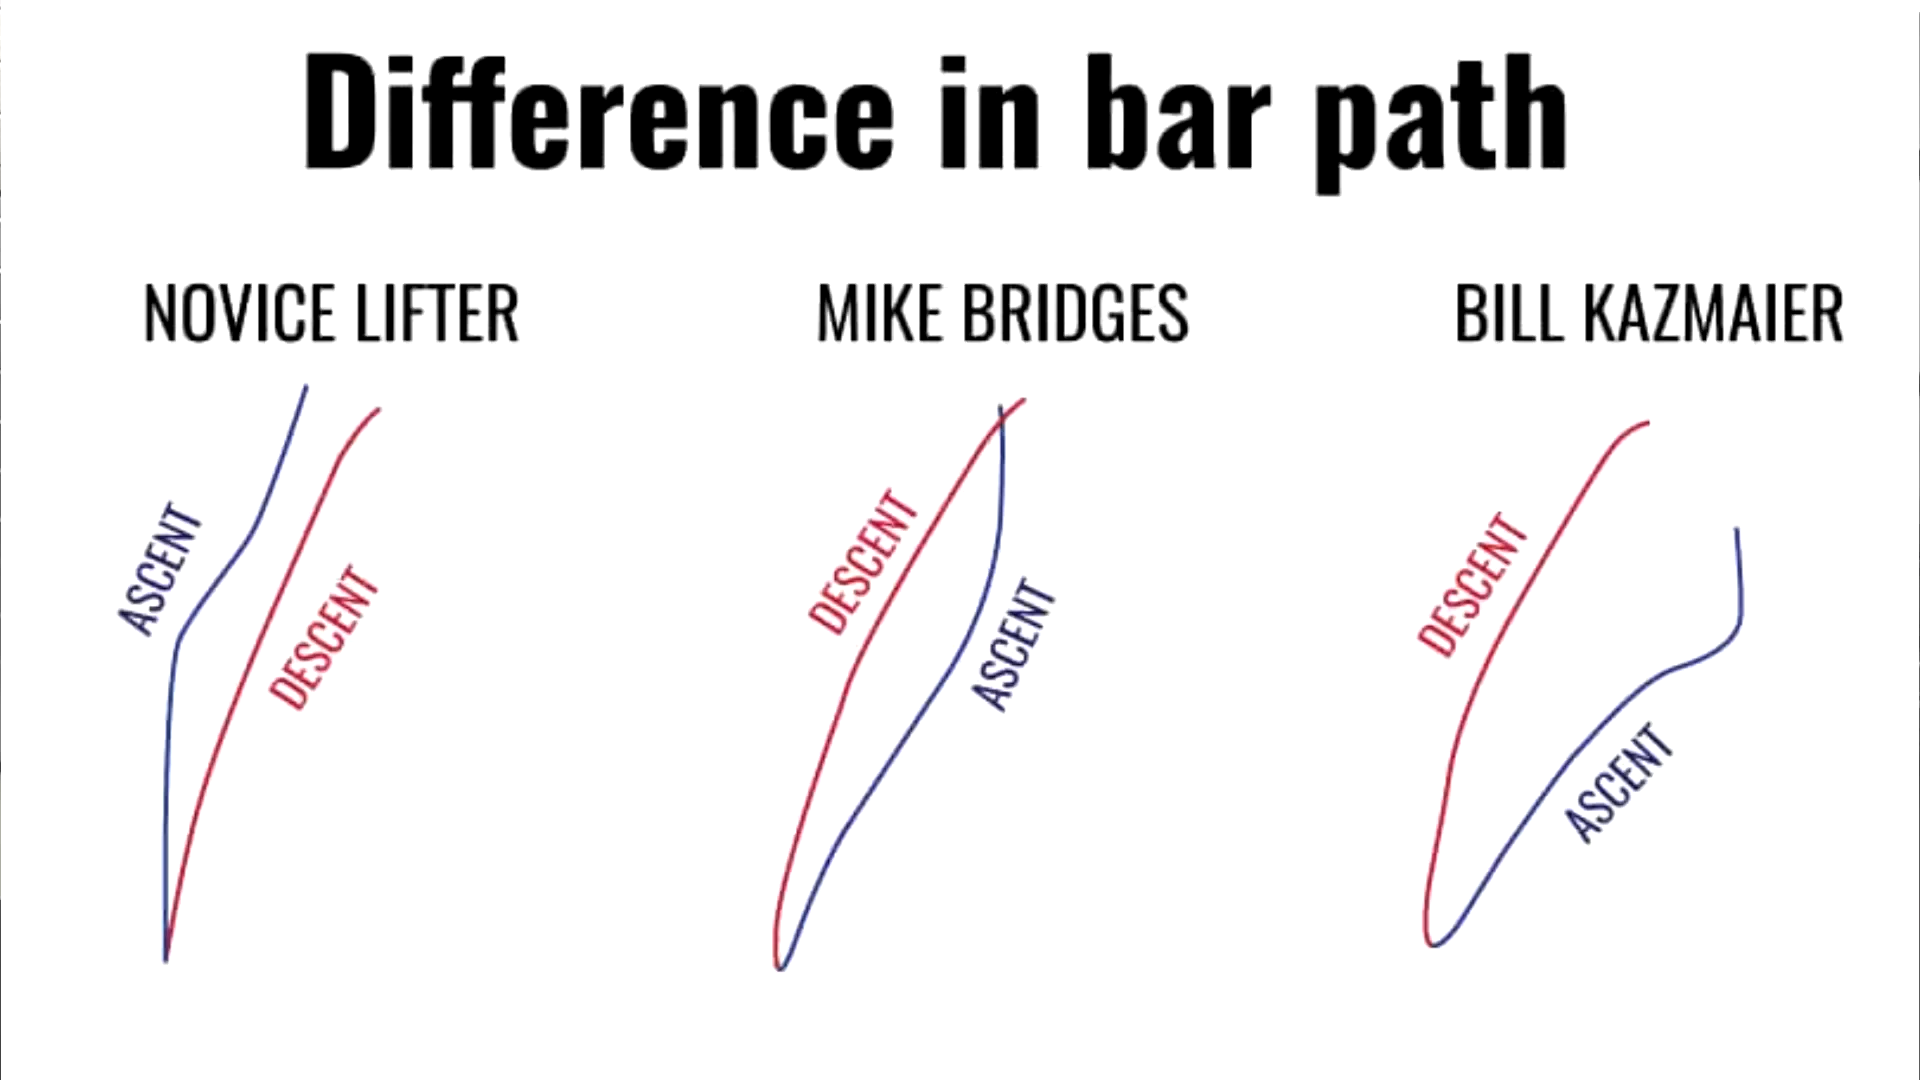 Difference in bar path
NOVICE LIFTER
ASCENT
DESCENT
MIKE BRIDGES
DESCENT
ASCENT
BILL KAZMAIER
DESCENT
ASCENT